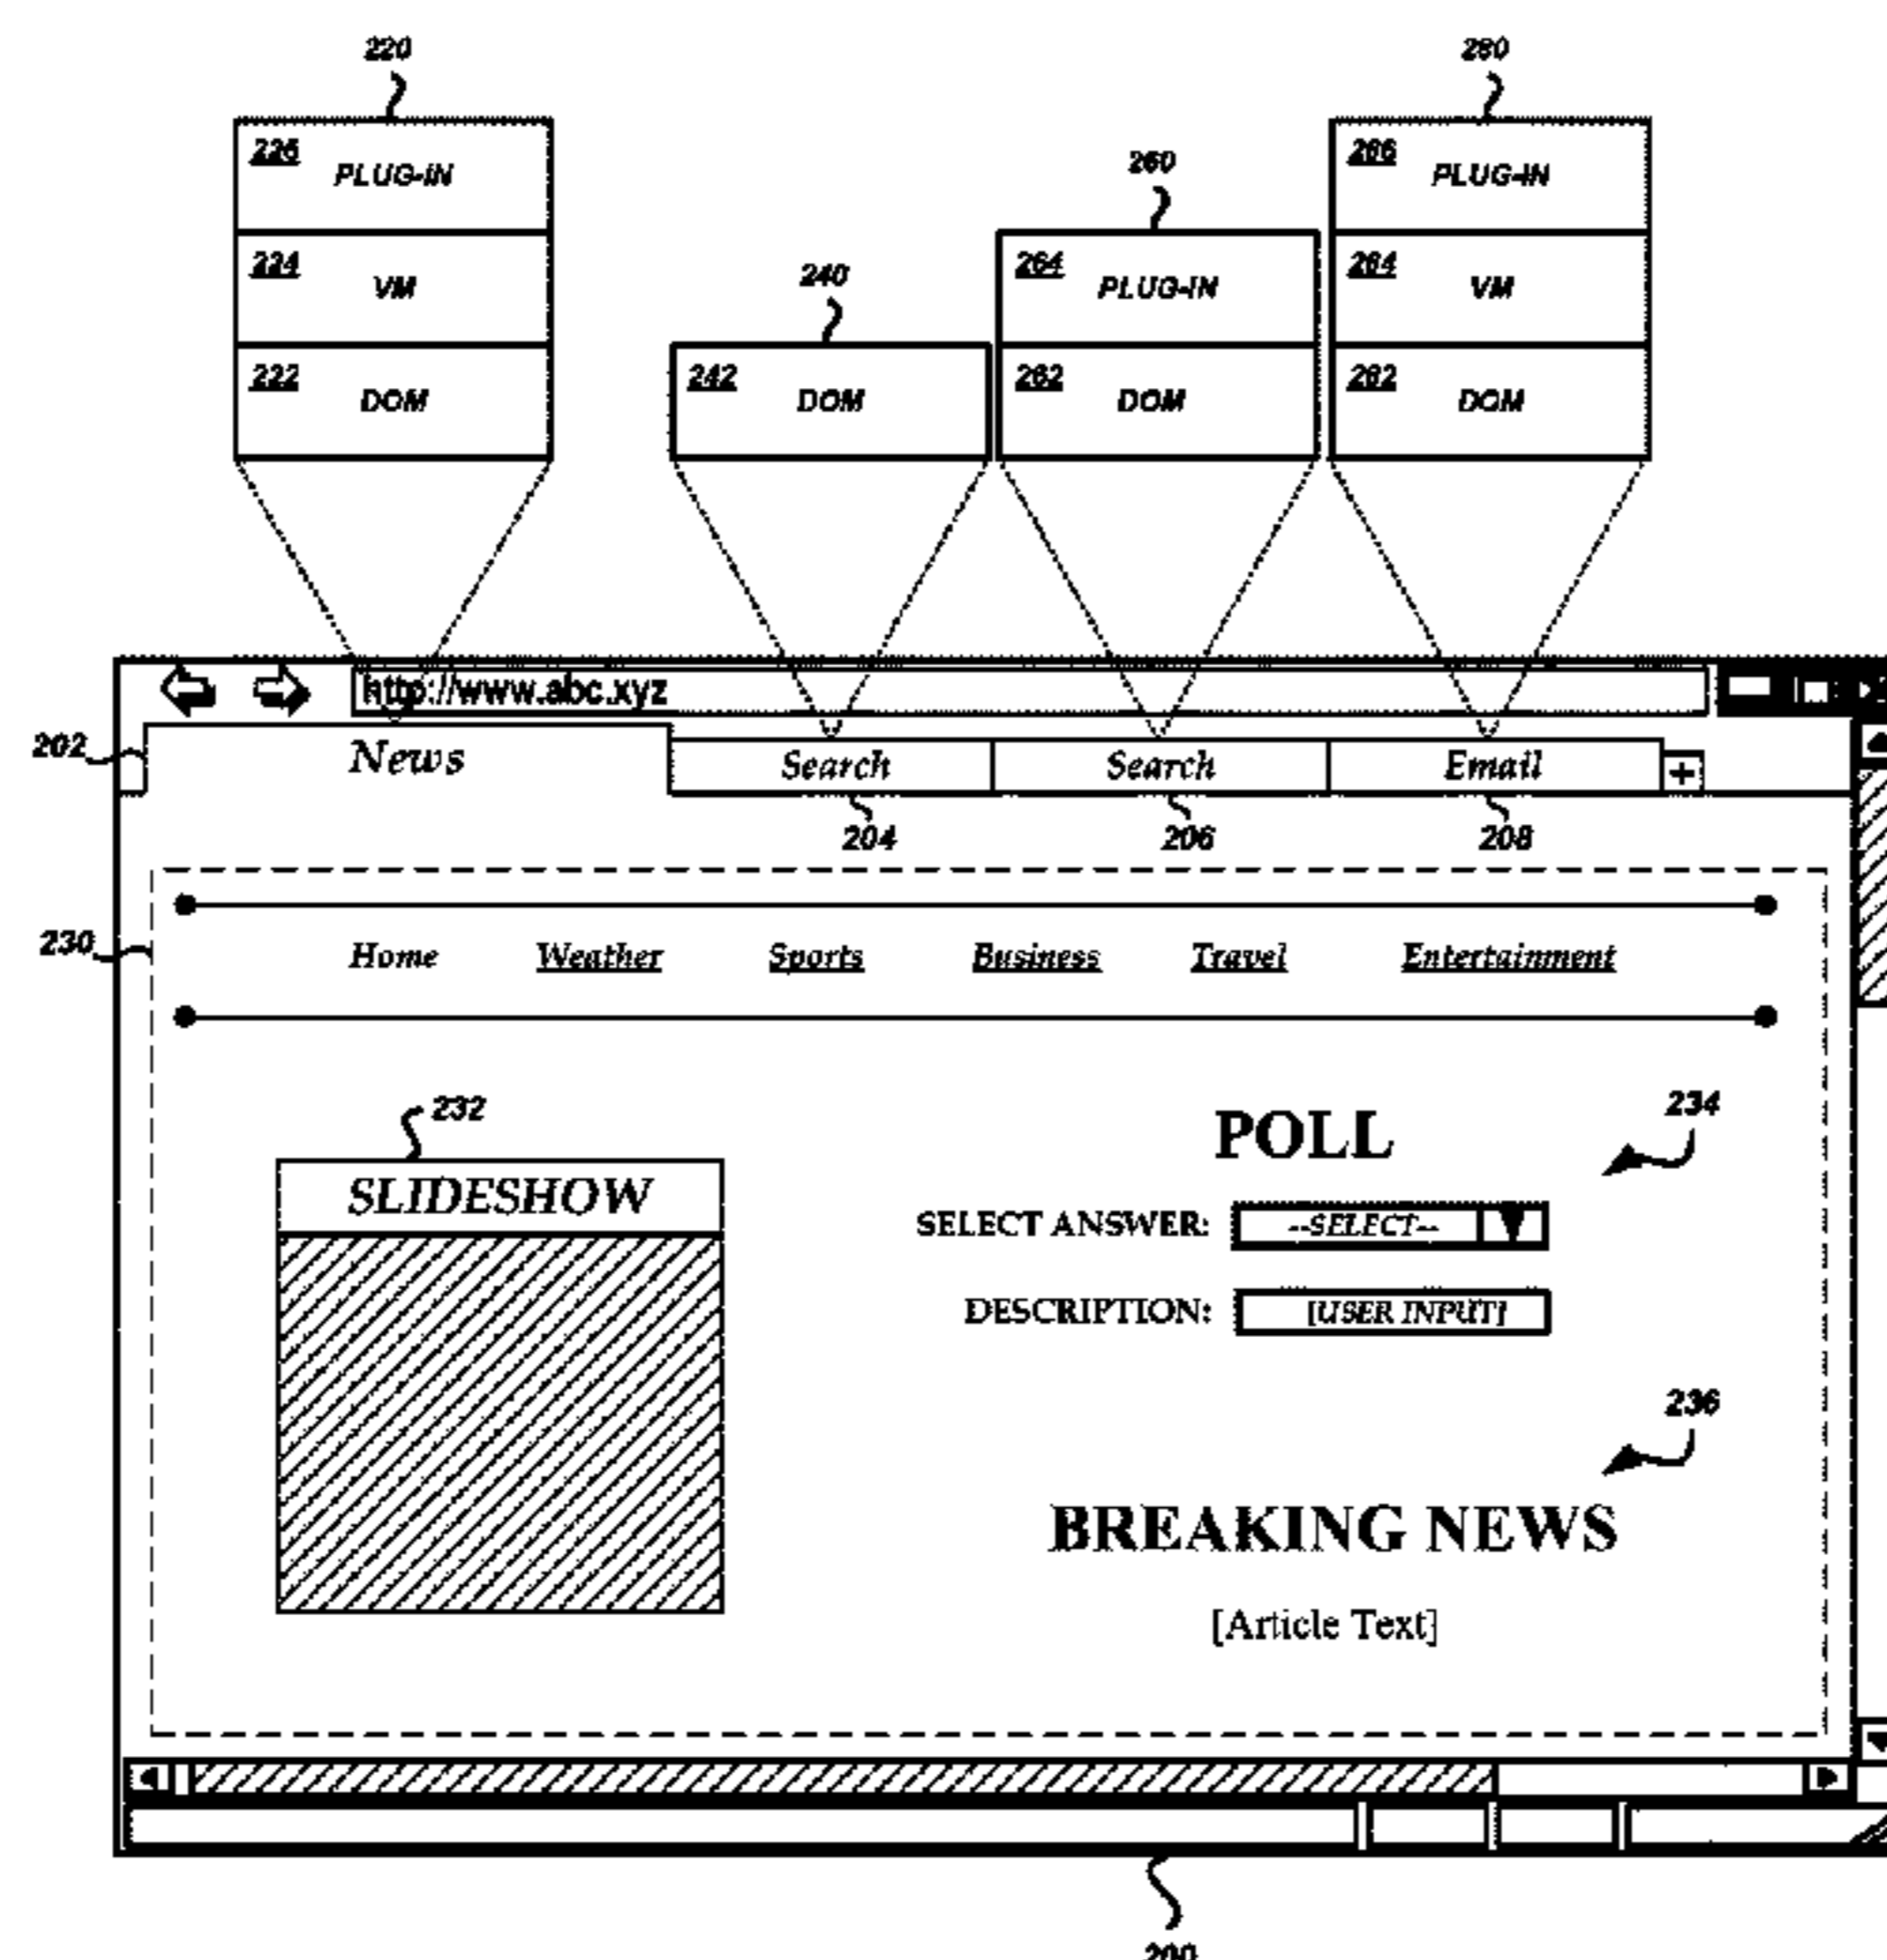 220
280
226 PLUG-IN
260
266 PLUG-IN
224 VM
240
264 PLUG-IN
284 VM
222 DOM
242 DOM
262 DOM
282 DOM
http://www.abc.xyz
202
News
Search
Search
Email
+
204
206
208
230
Home Weather Sports Business Travel Entertainment
232
234
POLL
SLIDESHOW
SELECT ANSWER: --SELECT--
DESCRIPTION: [USER INPUT]
236
BREAKING NEWS
[Article Text]
200